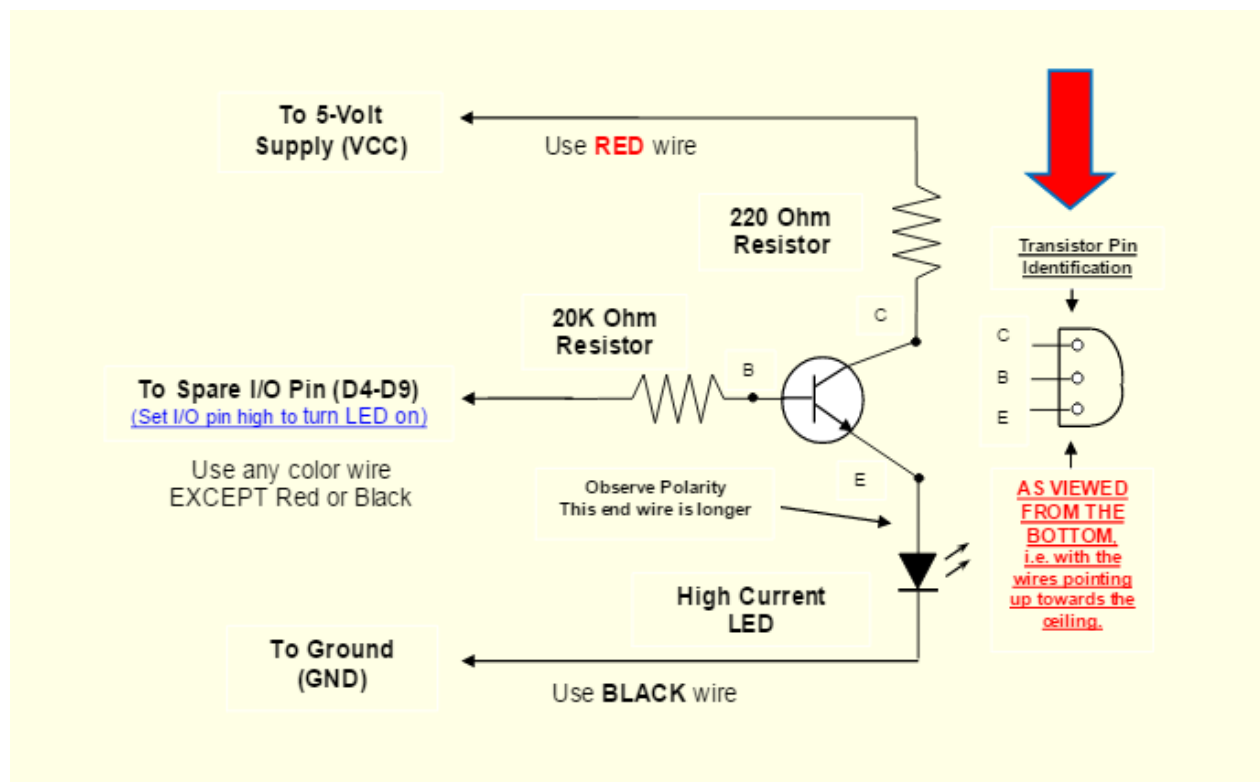 To 5-Volt
Supply (VCC)
Use RED wire
220 Ohm
Resistor
Transistor Pin
Identification
C
20K Ohm
Resistor
B
C
B
E
To Spare I/O Pin (D4-D9)
(Set I/O pin high to turn LED on)
Use any color wire
EXCEPT Red or Black
E
Observe Polarity
This end wire is longer
AS VIEWED
FROM THE
BOTTOM,
i.e. with the
wires pointing
up towards the
ceiling.
High Current
LED
To Ground
(GND)
Use BLACK wire